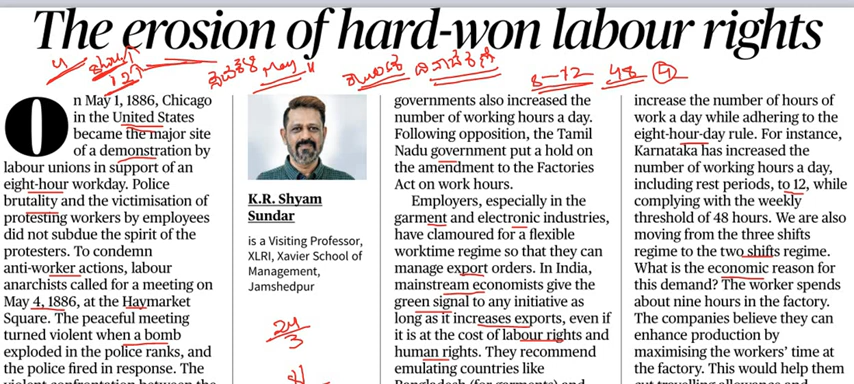 The erosion of hard-won labour rights
May 11
8-12 48
On May 1, 1886, Chicago
in the United States
became the major site
of a demonstration by
labour unions in support of an
eight-hour workday. Police
brutality and the victimisation of
protesting workers by employees
did not subdue the spirit of the
protesters. To condemn
anti-worker actions, labour
anarchists called for a meeting on
May 4, 1886, at the Haymarket
Square. The peaceful meeting
turned violent when a bomb
exploded in the police ranks, and
the police fired in response. The
K.R. Shyam
Sundar
is a Visiting Professor,
XLRI, Xavier School of
Management,
Jamshedpur
24
3
governments also increased the
number of working hours a day.
Following opposition, the Tamil
Nadu government put a hold on
the amendment to the Factories
Act on work hours.
Employers, especially in the
garment and electronic industries,
have clamoured for a flexible
worktime regime so that they can
manage export orders. In India,
mainstream economists give the
green signal to any initiative as
long as it increases exports, even if
it is at the cost of labour rights and
human rights. They recommend
emulating countries like
increase the number of hours of
work a day while adhering to the
eight-hour-day rule. For instance,
Karnataka has increased the
number of working hours a day,
including rest periods, to 12, while
complying with the weekly
threshold of 48 hours. We are also
moving from the three shifts
regime to the two shifts regime.
What is the economic reason for
this demand? The worker spends
about nine hours in the factory.
The companies believe they can
enhance production by
maximising the workers' time at
the factory. This would help them